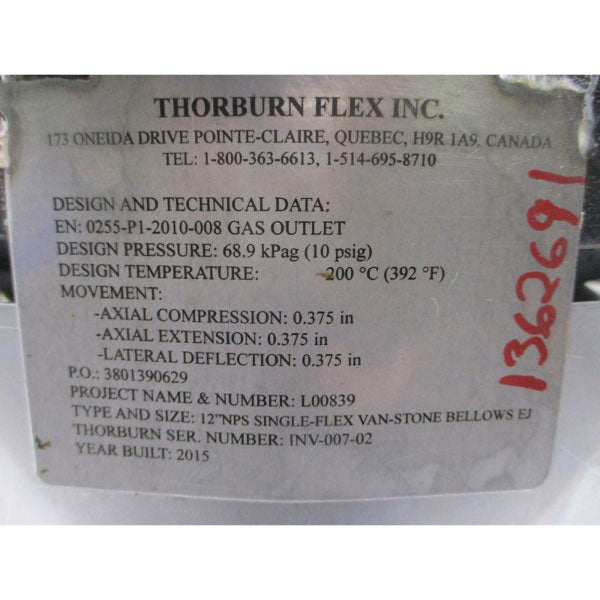 THORBURN FLEX INC.
173 ONEIDA DRIVE POINTE-CLAIRE, QUEBEC, H9R 1A9, CANADA
TEL: 1-800-363-6613, 1-514-695-8710
DESIGN AND TECHNICAL DATA:
EN: 0255-P1-2010-008 GAS OUTLET
DESIGN PRESSURE: 68.9 kPag (10 psig)
DESIGN TEMPERATURE: 200 °C (392 °F)
MOVEMENT:
-AXIAL COMPRESSION: 0.375 in
-AXIAL EXTENSION: 0.375 in
-LATERAL DEFLECTION: 0.375 in
P.O.: 3801390629
PROJECT NAME & NUMBER: L00839
TYPE AND SIZE: 12"NPS SINGLE-FLEX VAN-STONE BELLOWS EJ
THORBURN SER. NUMBER: INV-007-02
YEAR BUILT: 2015
1362691